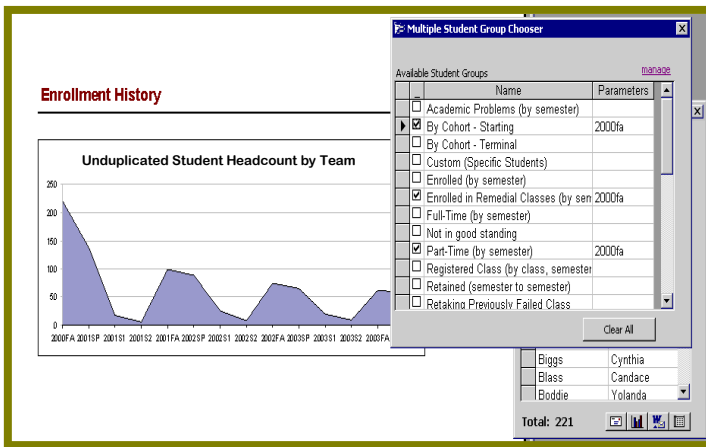 Multiple Student Group Chooser
Enrollment History
Available Student Groups manage
_ Name Parameters
Academic Problems (by semester)
By Cohort - Starting 2000fa
By Cohort - Terminal
Custom (Specific Students)
Enrolled (by semester)
Enrolled in Remedial Classes (by sem 2000fa
Full-Time (by semester)
Not in good standing
Part-Time (by semester) 2000fa
Registered Class (by class, semester
Retained (semester to semester)
Retaking Previously Failed Class
Clear All
Unduplicated Student Headcount by Team
250
200
150
100
50
0
2000FA 2001SP 2001S1 2001S2 2001FA 2002SP 2002S1 2002S2 2002FA 2003SP 2003S1 2003S2 2003FA
Biggs Cynthia
Blass Candace
Boddie Yolanda
Total: 221